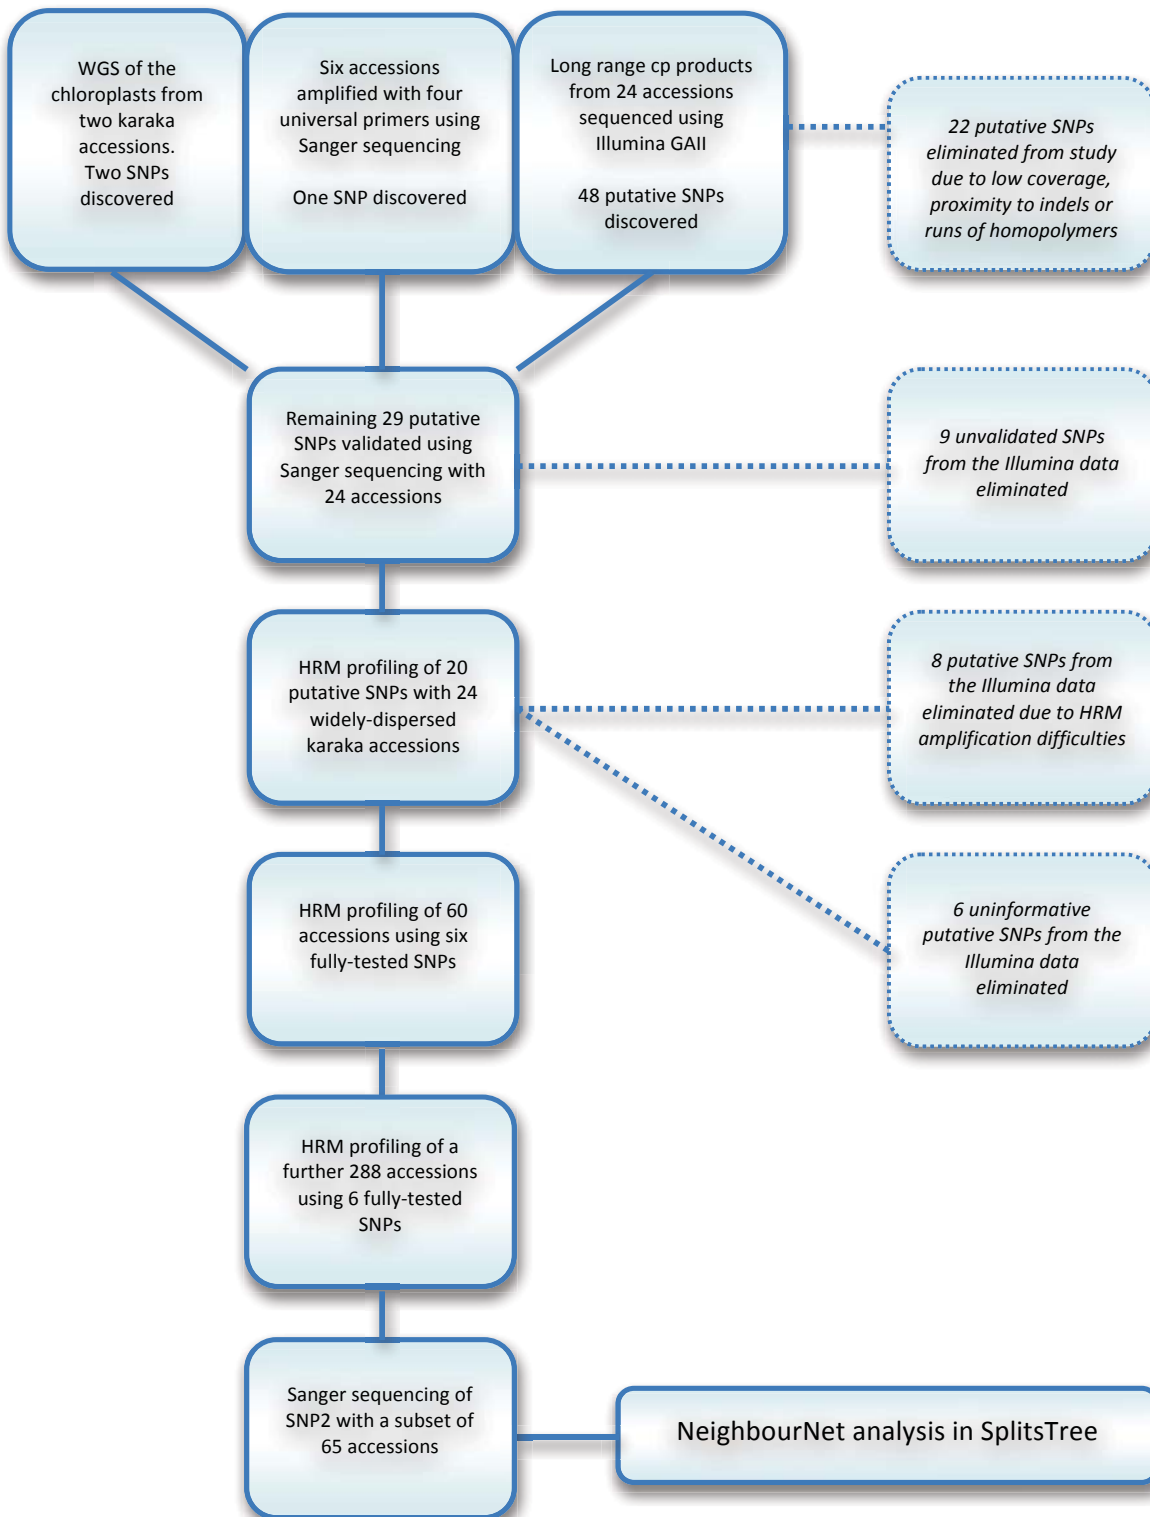 WGS of the
chloroplasts from
two karaka
accessions.
Two SNPs
discovered
Six accessions
amplified with four
universal primers using
Sanger sequencing
One SNP discovered
Long range cp products
from 24 accessions
sequenced using
Illumina GAII
48 putative SNPs
discovered
22 putative SNPs
eliminated from study
due to low coverage,
proximity to indels or
runs of homopolymers
Remaining 29 putative
SNPs validated using
Sanger sequencing with
24 accessions
9 unvalidated SNPs
from the Illumina data
eliminated
HRM profiling of 20
putative SNPs with 24
widely-dispersed
karaka accessions
8 putative SNPs from
the Illumina data
eliminated due to HRM
amplification difficulties
HRM profiling of 60
accessions using six
fully-tested SNPs
6 uninformative
putative SNPs from the
Illumina data
eliminated
HRM profiling of a
further 288 accessions
using 6 fully-tested
SNPs
Sanger sequencing of
SNP2 with a subset of
65 accessions
NeighbourNet analysis in SplitsTree